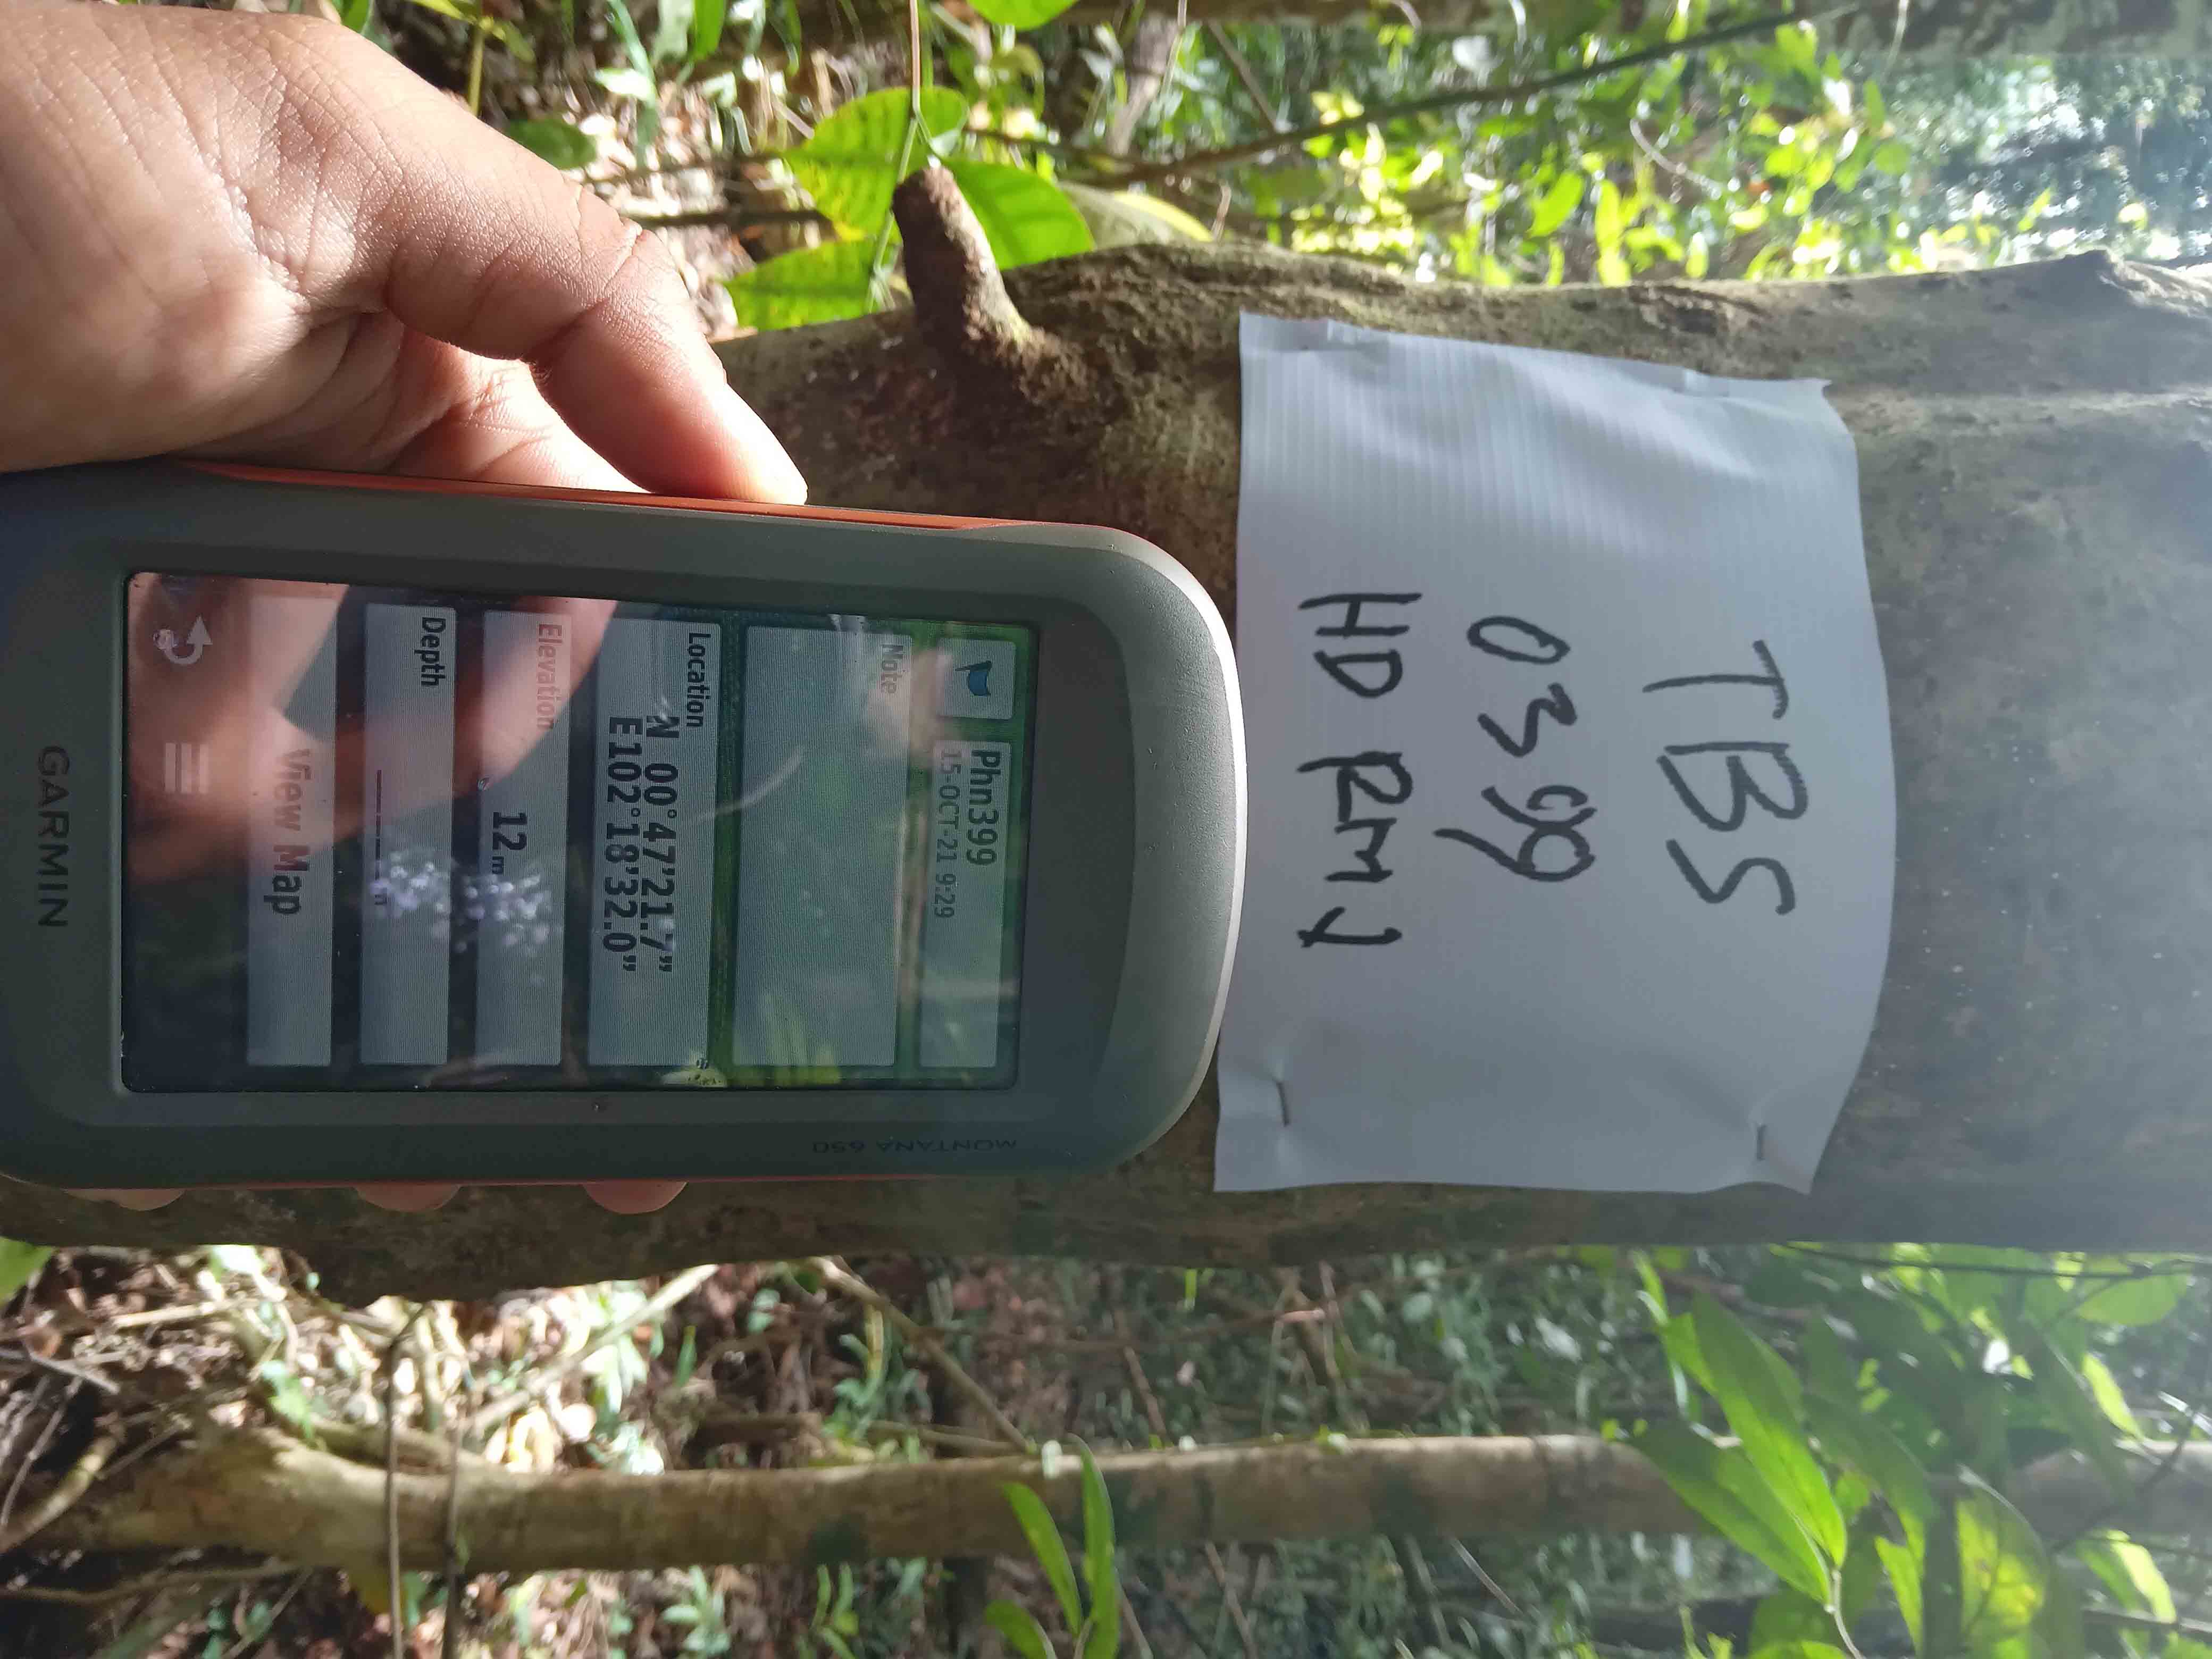 TBS
0399
HD RMJ
MONTANA 650
Phn399
15-OCT-21 9:29
Note
Location
N 00°47'21.7"
E102°18'32.0"
Elevation
12 m
Depth
View Map
GARMIN